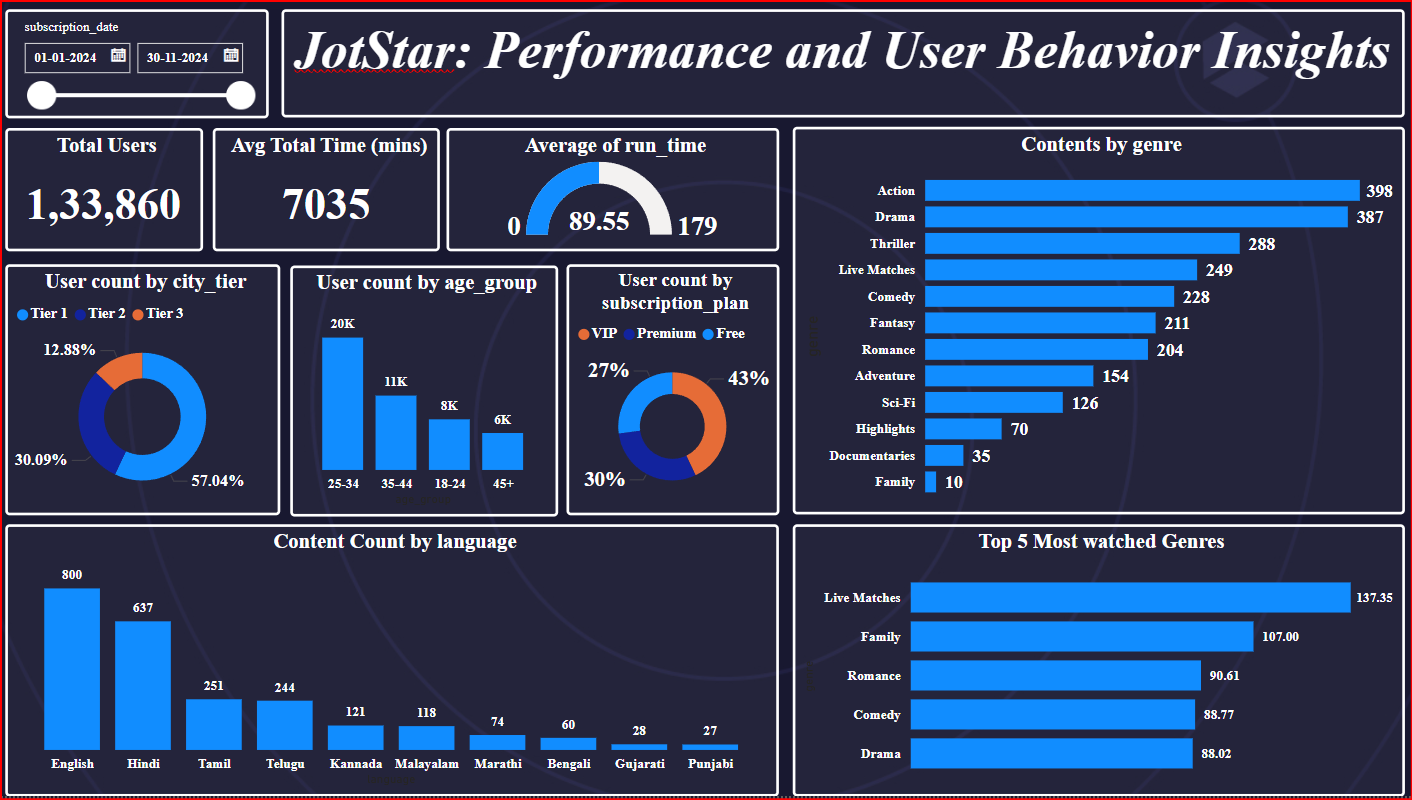 subscription_date
01-01-2024
30-11-2024
JotStar: Performance and User Behavior Insights
Total Users
1,33,860
Avg Total Time (mins)
7035
Average of run_time
0
89.55
179
Contents by genre
Action 398
Drama 387
Thriller 288
Live Matches 249
Comedy 228
Fantasy 211
Romance 204
Adventure 154
Sci-Fi 126
Highlights 70
Documentaries 35
Family 10
User count by city_tier
Tier 1 Tier 2 Tier 3
12.88%
30.09%
57.04%
User count by age_group
20K
11K
8K
6K
25-34 35-44 18-24 45+
User count by
subscription_plan
VIP Premium Free
27%
43%
30%
Content Count by language
800
637
251
244
121
118
74
60
28
27
English Hindi Tamil Telugu Kannada Malayalam Marathi Bengali Gujarati Punjabi
Top 5 Most watched Genres
Live Matches 137.35
Family 107.00
Romance 90.61
Comedy 88.77
Drama 88.02